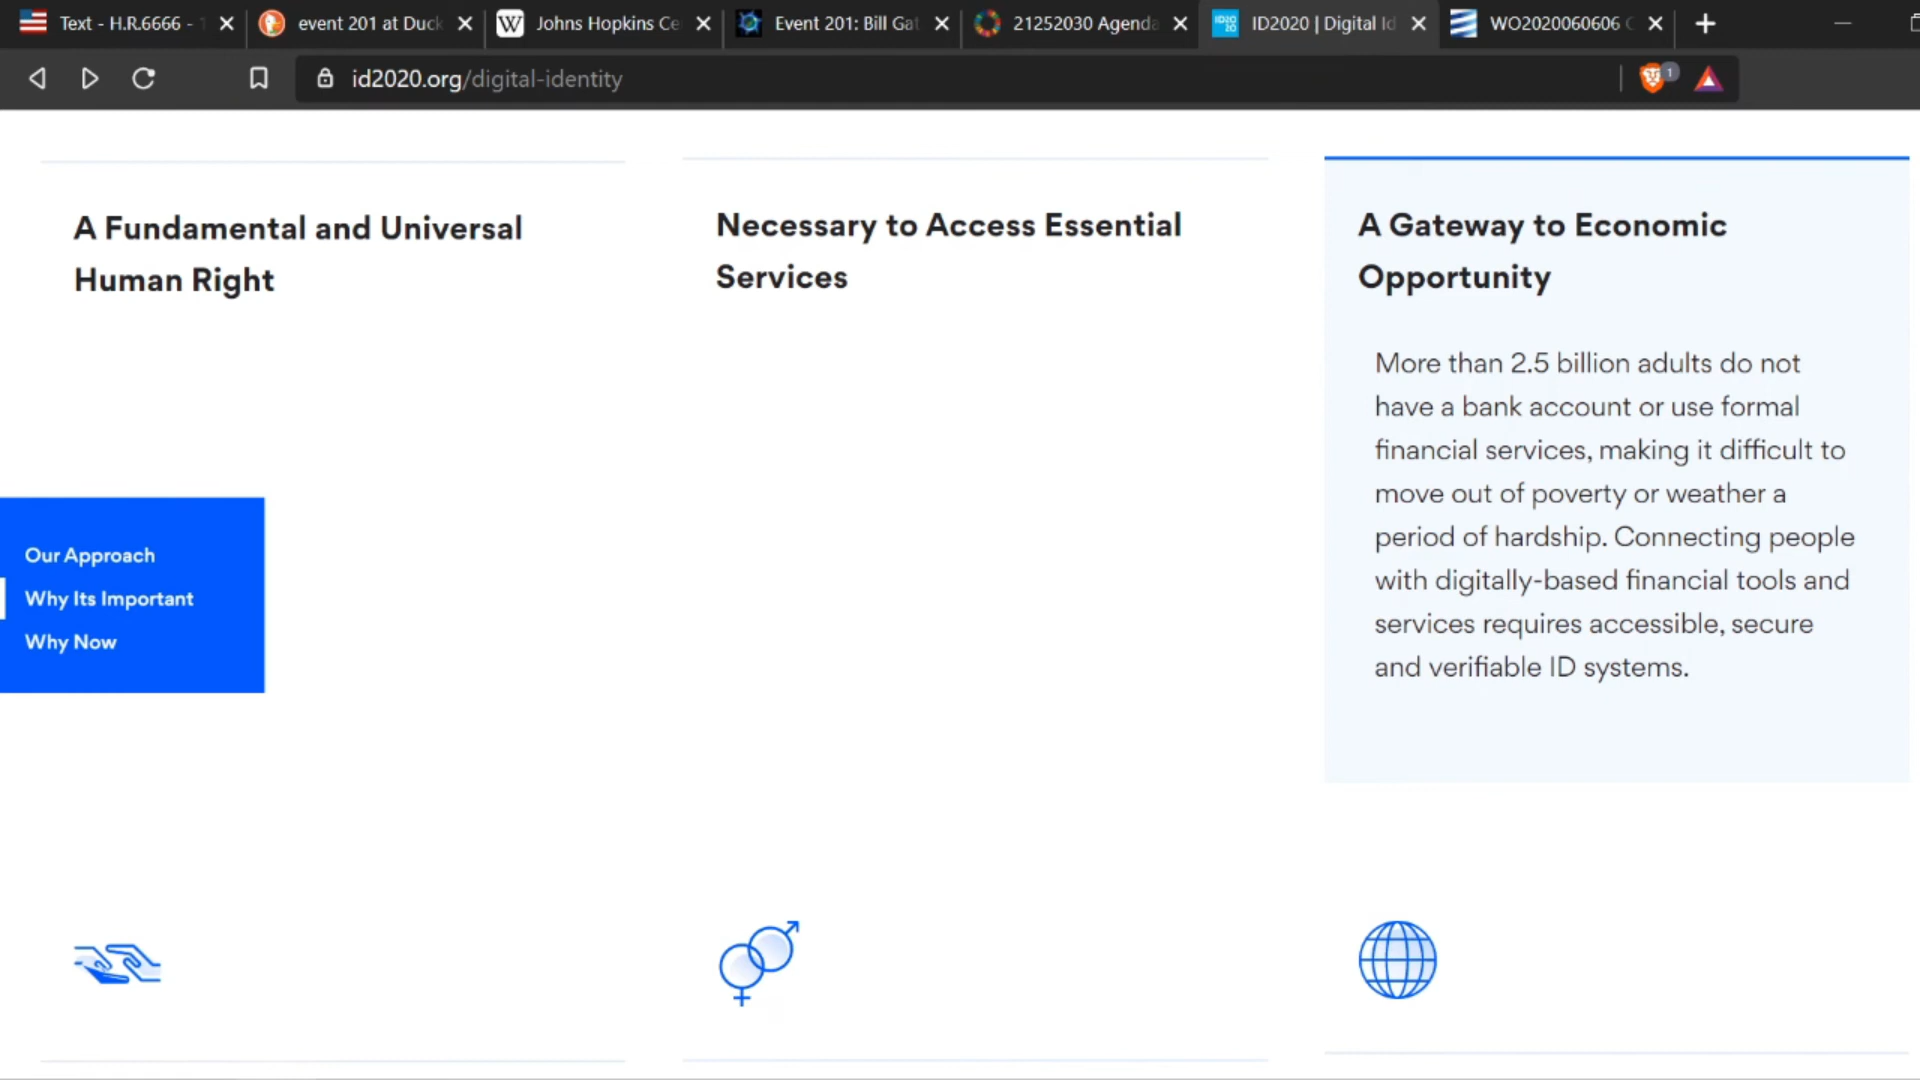 Text - H.R.6666 -
event 201 at Duck
W
Johns Hopkins Ce
Event 201: Bill Gat
21252030 Agenda
ID2020 | Digital Id
WO2020060606
id2020.org/digital-identity
1
A Fundamental and Universal
Human Right
Necessary to Access Essential
Services
A Gateway to Economic
Opportunity
More than 2.5 billion adults do not
have a bank account or use formal
financial services, making it difficult to
move out of poverty or weather a
period of hardship. Connecting people
with digitally-based financial tools and
services requires accessible, secure
and verifiable ID systems.
Our Approach
Why Its Important
Why Now